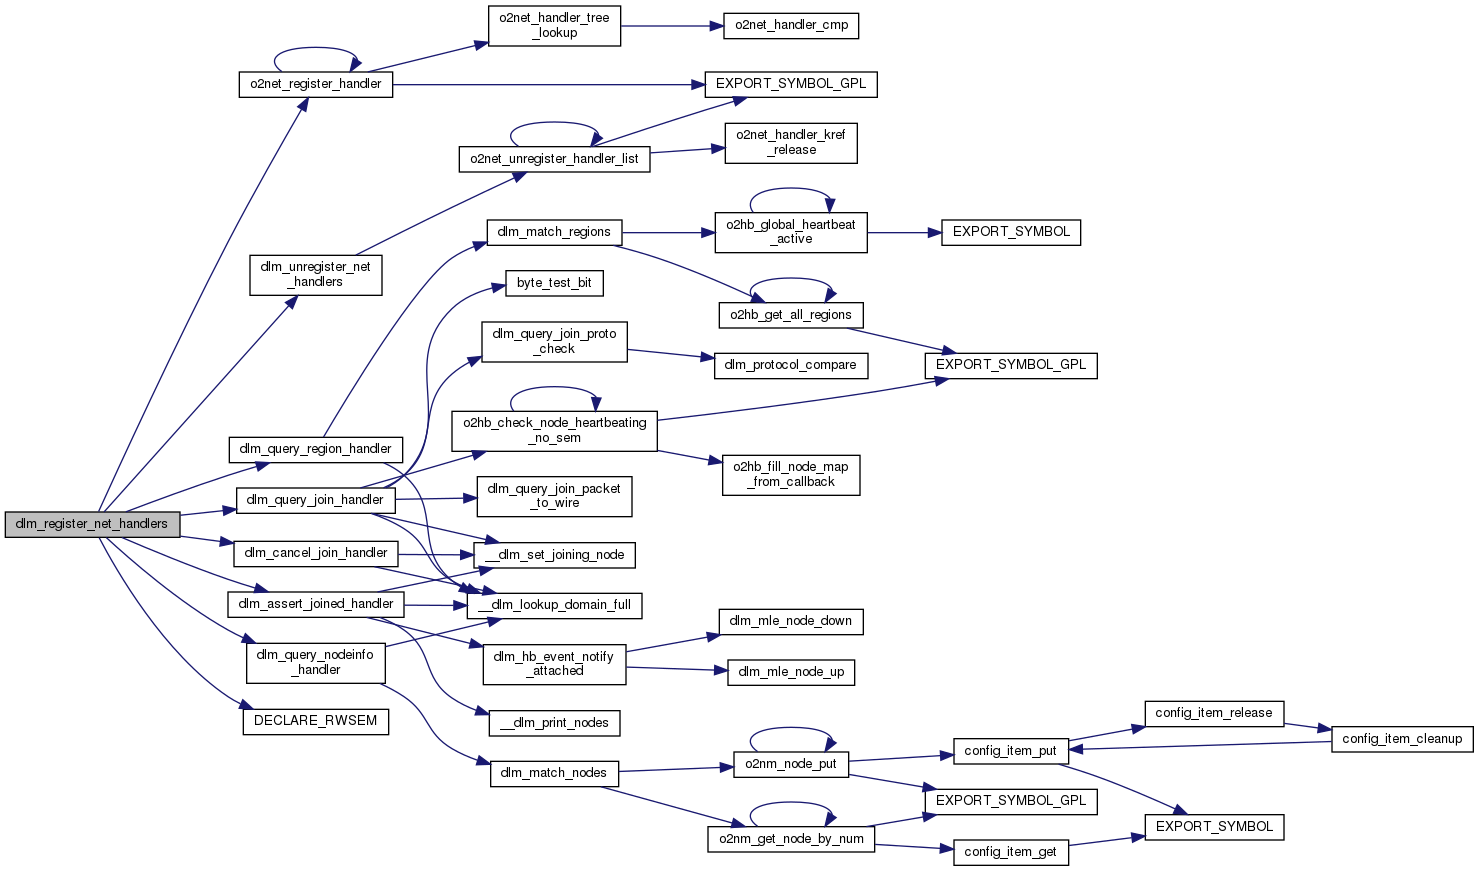 dlm_register_net_handlers
o2net_register_handler
o2net_handler_tree
_lookup
o2net_handler_cmp
EXPORT_SYMBOL_GPL
o2net_unregister_handler_list
o2net_handler_kref
_release
dlm_unregister_net
_handlers
dlm_match_regions
o2hb_global_heartbeat
_active
EXPORT_SYMBOL
byte_test_bit
o2hb_get_all_regions
dlm_query_join_proto
_check
dlm_protocol_compare
EXPORT_SYMBOL_GPL
dlm_query_region_handler
o2hb_check_node_heartbeating
_no_sem
o2hb_fill_node_map
_from_callback
dlm_query_join_handler
dlm_query_join_packet
_to_wire
dlm_cancel_join_handler
__dlm_set_joining_node
dlm_assert_joined_handler
__dlm_lookup_domain_full
dlm_query_nodeinfo
_handler
dlm_hb_event_notify
_attached
dlm_mle_node_down
dlm_mle_node_up
DECLARE_RWSEM
__dlm_print_nodes
dlm_match_nodes
o2nm_node_put
config_item_put
config_item_release
config_item_cleanup
EXPORT_SYMBOL_GPL
o2nm_get_node_by_num
config_item_get
EXPORT_SYMBOL